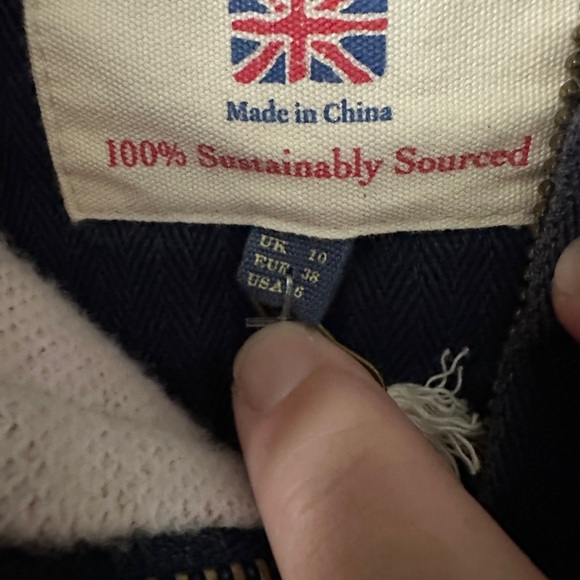 Made in China
100% Sustainably Sourced
UK 10
EUR 38
USA 6